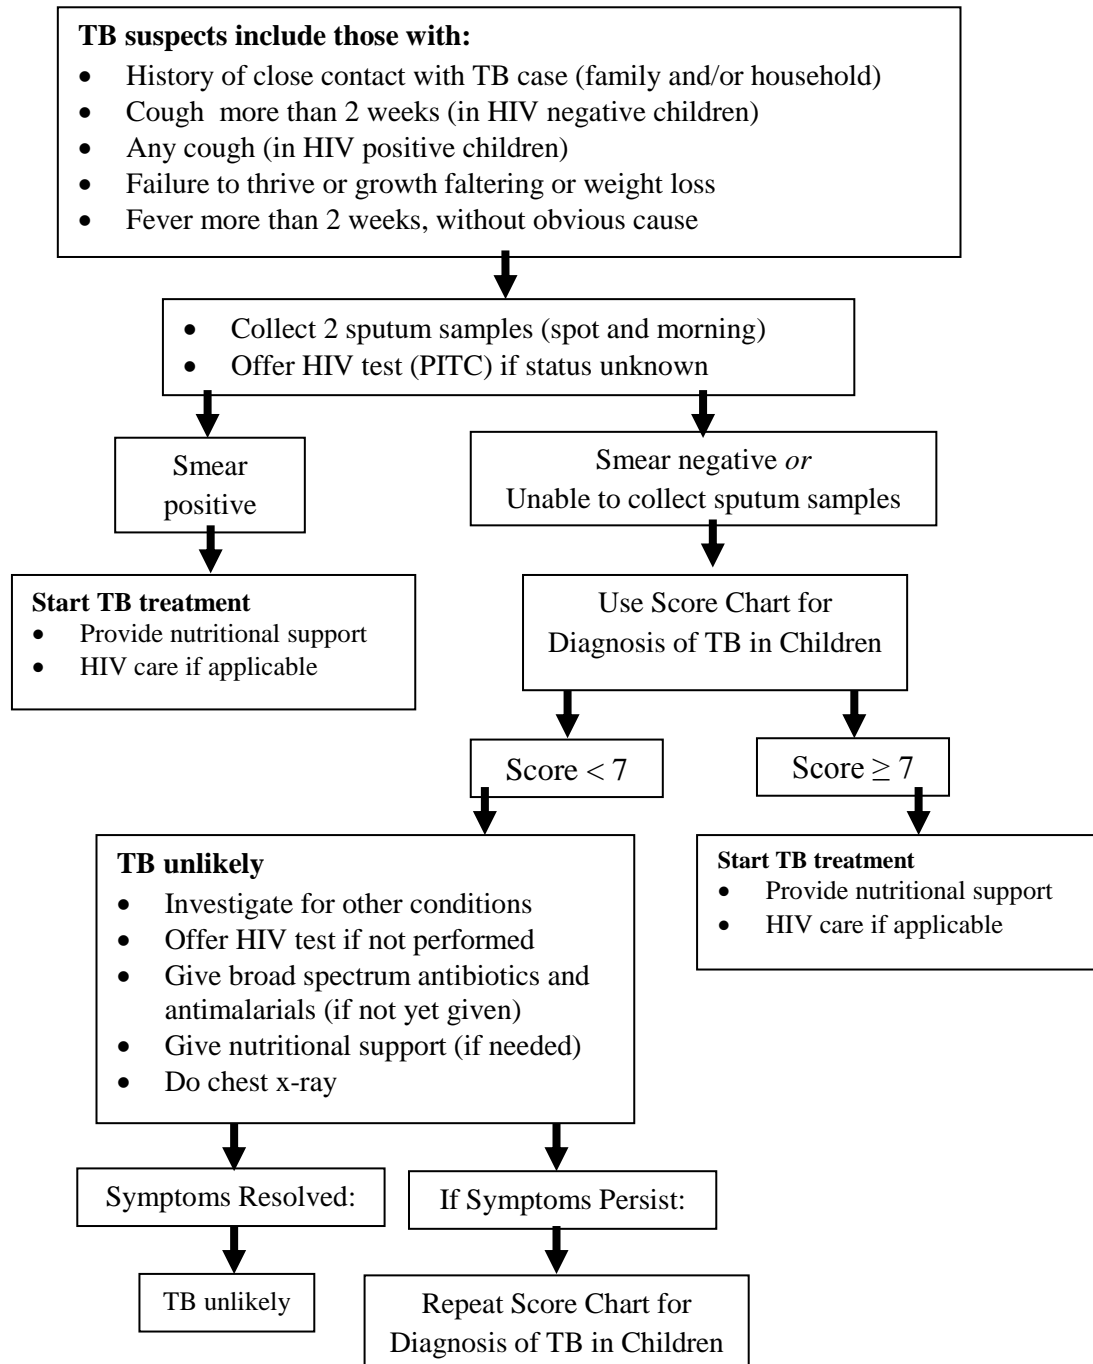 TB suspects include those with:
• History of close contact with TB case (family and/or household)
• Cough more than 2 weeks (in HIV negative children)
• Any cough (in HIV positive children)
• Failure to thrive or growth faltering or weight loss
• Fever more than 2 weeks, without obvious cause
• Collect 2 sputum samples (spot and morning)
• Offer HIV test (PITC) if status unknown
Smear
positive
Smear negative or
Unable to collect sputum samples
Start TB treatment
• Provide nutritional support
• HIV care if applicable
Use Score Chart for
Diagnosis of TB in Children
Score < 7
Score ≥ 7
TB unlikely
• Investigate for other conditions
• Offer HIV test if not performed
• Give broad spectrum antibiotics and
antimalarials (if not yet given)
• Give nutritional support (if needed)
• Do chest x-ray
Start TB treatment
• Provide nutritional support
• HIV care if applicable
Symptoms Resolved:
If Symptoms Persist:
TB unlikely
Repeat Score Chart for
Diagnosis of TB in Children